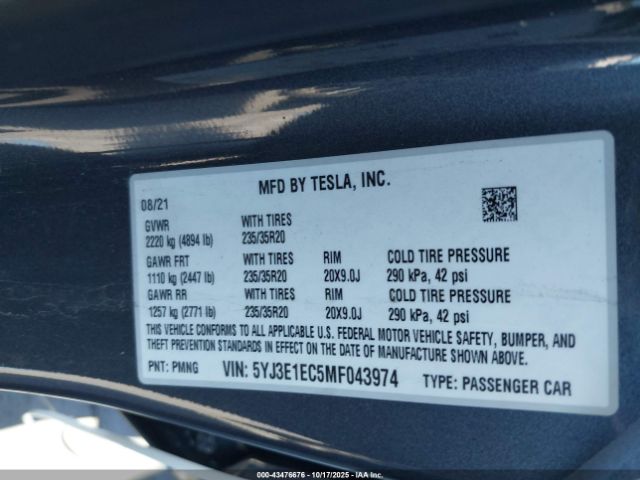 MFD BY TESLA, INC.
08/21
GVWR WITH TIRES
2220 kg (4894 lb) 235/35R20
GAWR FRT WITH TIRES RIM COLD TIRE PRESSURE
1110 kg (2447 lb) 235/35R20 20X9.0J 290 kPa, 42 psi
GAWR RR WITH TIRES RIM COLD TIRE PRESSURE
1257 kg (2771 lb) 235/35R20 20X9.0J 290 kPa, 42 psi
THIS VEHICLE CONFORMS TO ALL APPLICABLE U.S. FEDERAL MOTOR VEHICLE SAFETY, BUMPER, AND
THEFT PREVENTION STANDARDS IN EFFECT ON THE DATE OF MANUFACTURE SHOWN ABOVE.
PNT: PMNG VIN: 5YJ3E1EC5MF043974 TYPE: PASSENGER CAR
000-43476676 | 10/17/2025 | IAA Inc.